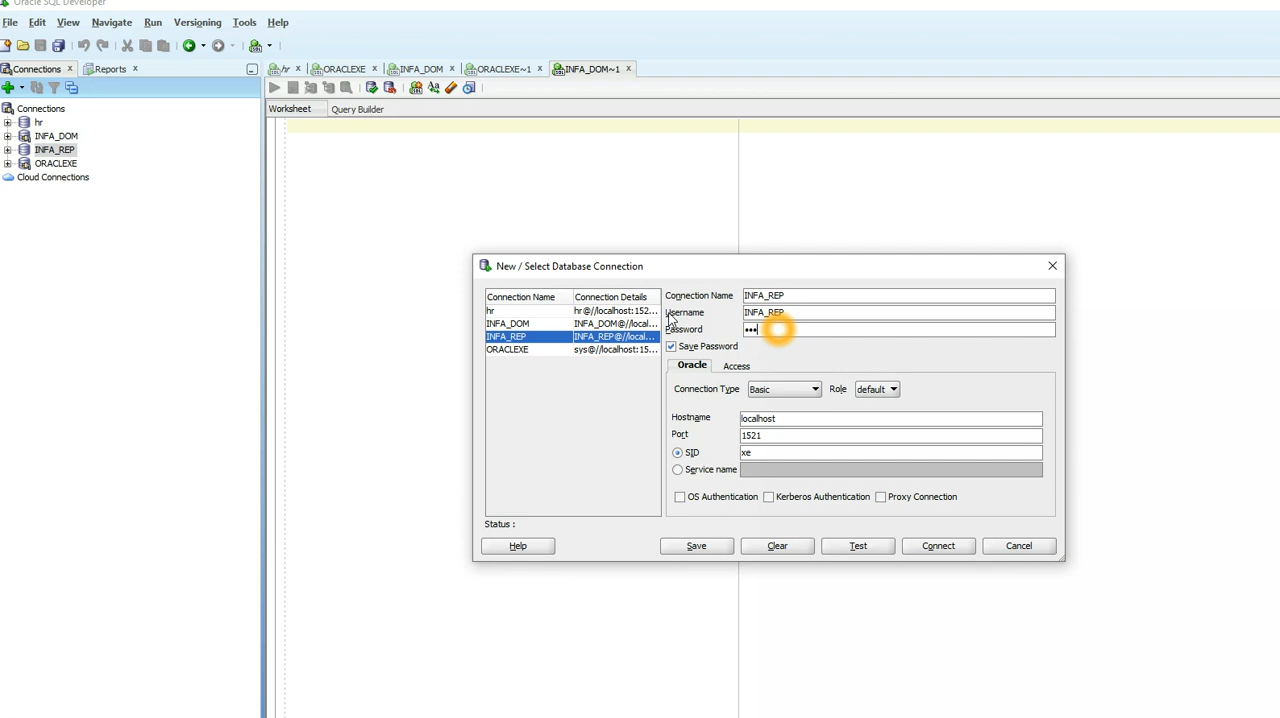 Oracle SQL Developer
File Edit View Navigate Run Versioning Tools Help
Connections Reports hr ORACLEXE INFA_DOM ORACLEXE~1 INFA_DOM~1
Worksheet Query Builder
Connections
hr
INFA_DOM
INFA_REP
ORACLEXE
Cloud Connections
New / Select Database Connection
Connection Name Connection Details
hr hr@//localhost:152...
INFA_DOM INFA_DOM@//local...
INFA_REP INFA_REP@//local...
ORACLEXE sys@//localhost:15...
Connection Name INFA_REP
Username INFA_REP
Password •••
Save Password
Oracle Access
Connection Type Basic Role default
Hostname localhost
Port 1521
SID xe
Service name
OS Authentication Kerberos Authentication Proxy Connection
Status :
Help Save Clear Test Connect Cancel